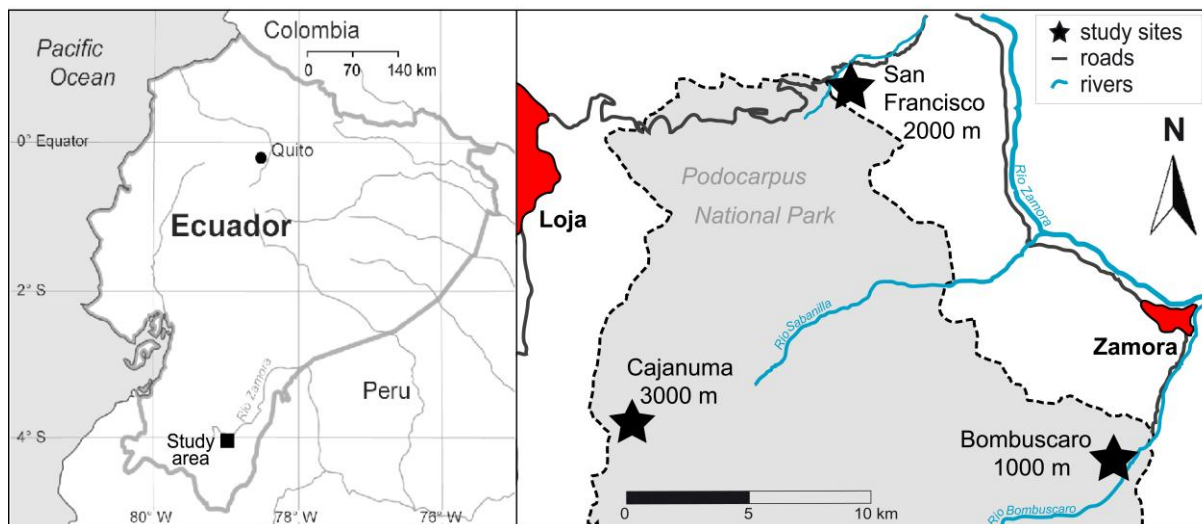 Pacific
Ocean
Colombia
0 70 140 km
0° Equator
Quito
Ecuador
2° S
Peru
Rio Zamora
Study
area
4° S
80° W
78° W
76° W
study sites
roads
rivers
San
Francisco
2000 m
N
Podocarpus
National Park
Rio Zamora
Loja
Rio Sabanilla
Zamora
Cajanuma
3000 m
Bombuscaro
1000 m
0 5 10 km
Rio Bombuscaro